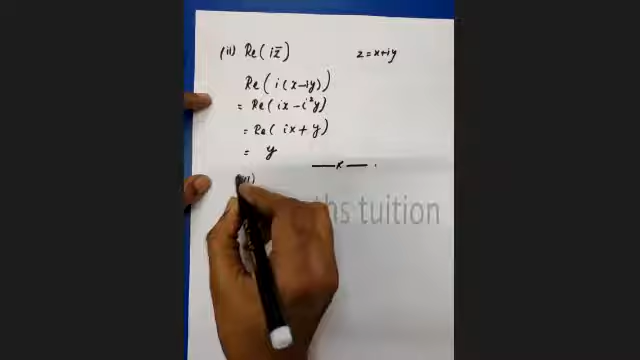 (ii) Re(iz̅) z=x+iy
Re(i(x-iy))
= Re(ix-i²y)
= Re(ix+y)
= y
ths tuition